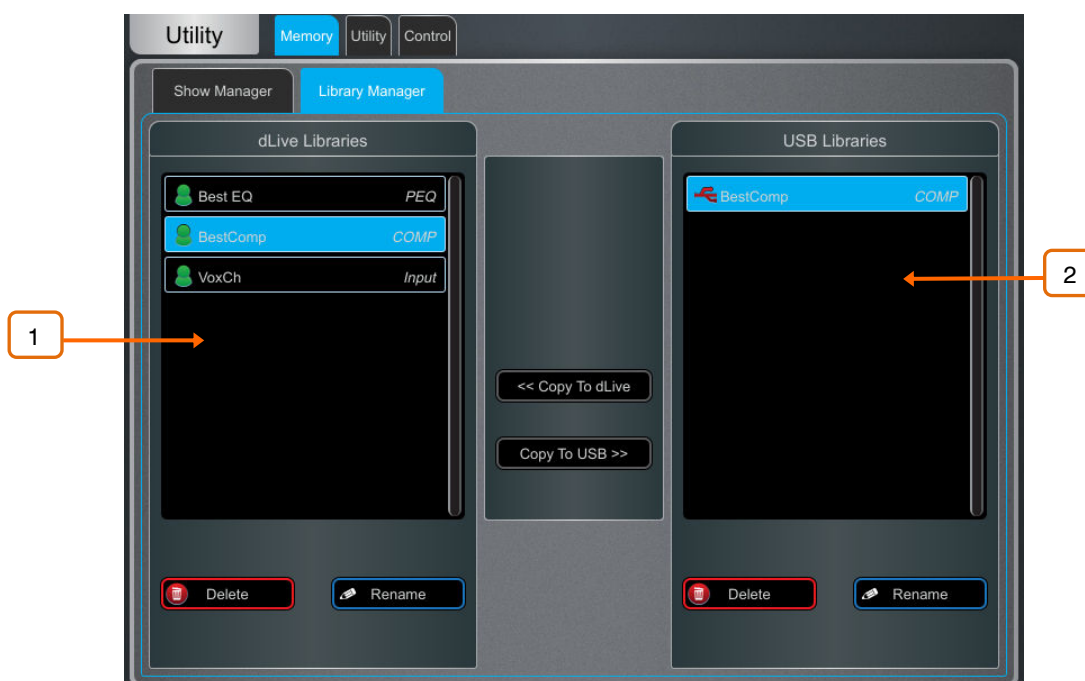 Utility Memory Utility Control
Show Manager Library Manager
dLive Libraries
Best EQ PEQ
BestComp COMP
VoxCh Input
1
<< Copy To dLive
Copy To USB >>
Delete Rename
USB Libraries
BestComp COMP
2
Delete Rename